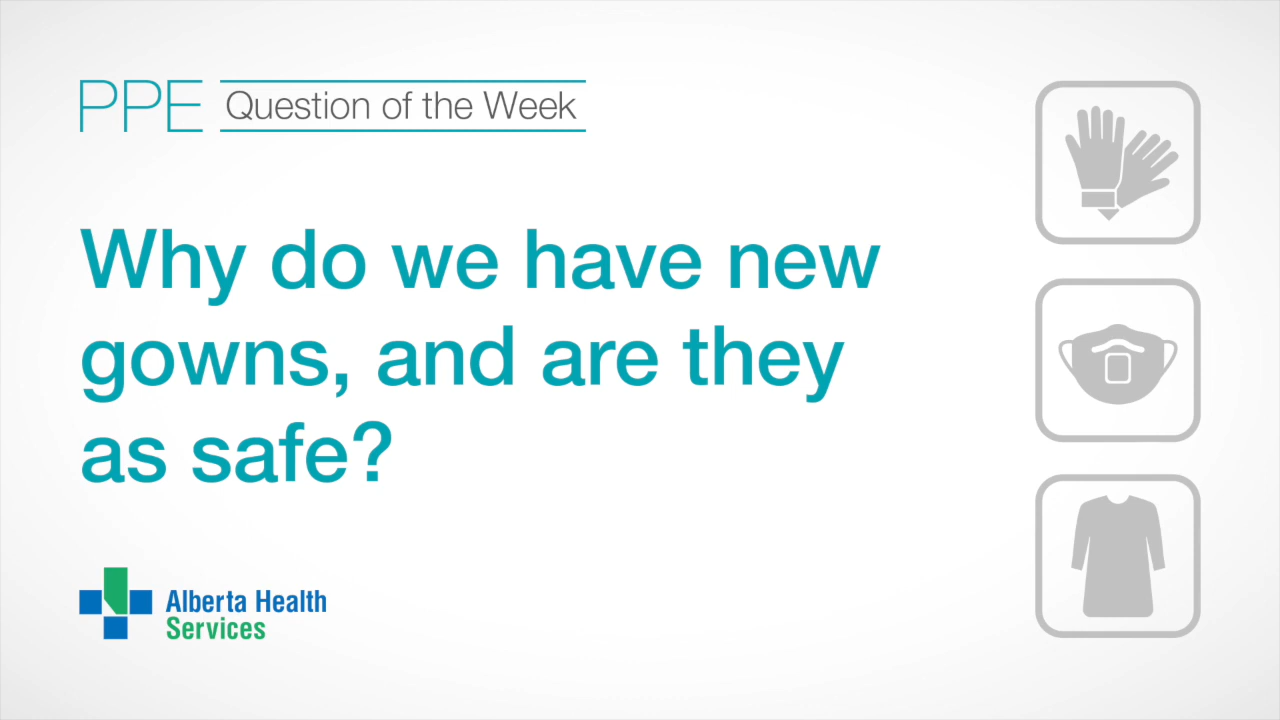 PPE Question of the Week
Why do we have new
gowns, and are they
as safe?
Alberta Health
Services